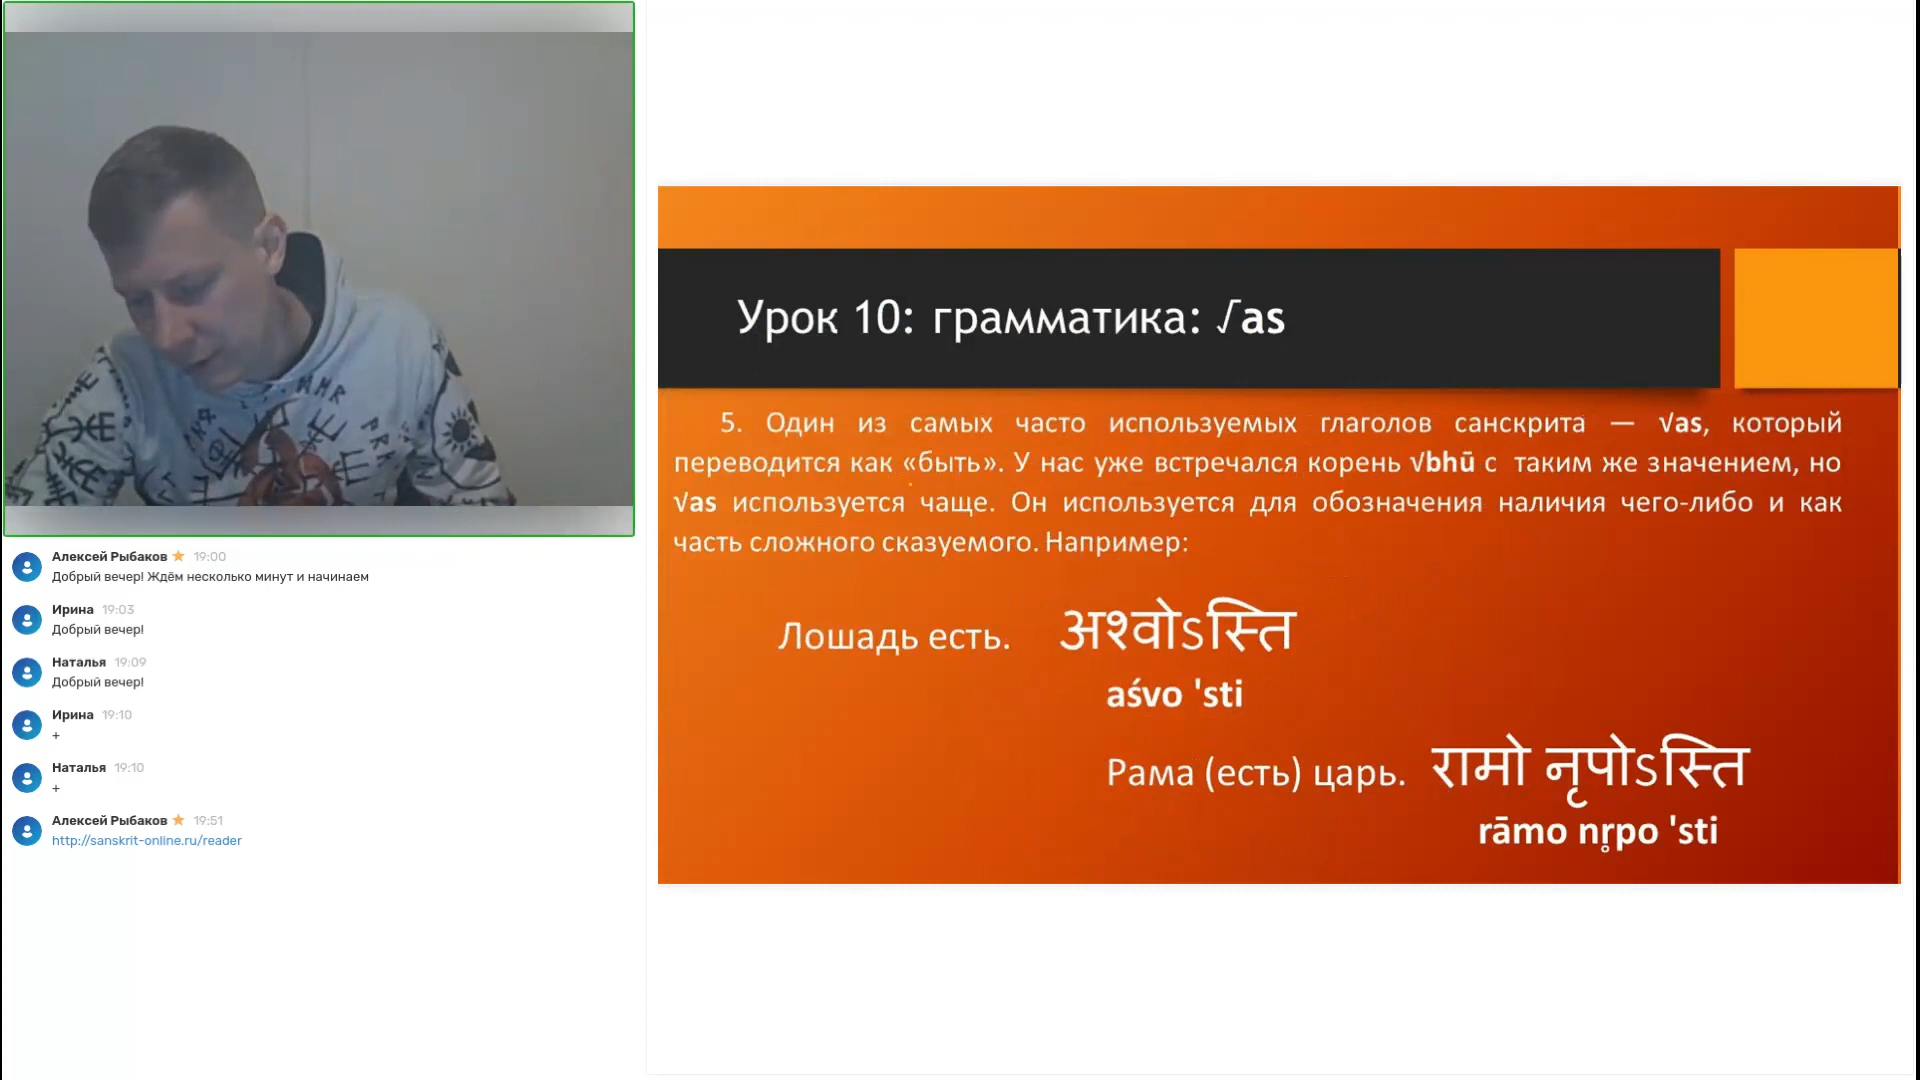 Урок 10: грамматика: √as
5. Один из самых часто используемых глаголов санскрита — √as, который
переводится как «быть». У нас уже встречался корень √bhū с таким же значением, но
√as используется чаще. Он используется для обозначения наличия чего-либо и как
часть сложного сказуемого. Например:
Лошадь есть. अश्वोऽस्ति
aśvo 'sti
Рама (есть) царь. रामो नृपोऽस्ति
rāmo nr̥po 'sti
Алексей Рыбаков 19:00
Добрый вечер! Ждём несколько минут и начинаем
Ирина 19:03
Добрый вечер!
Наталья 19:09
Добрый вечер!
Ирина 19:10
+
Наталья 19:10
+
Алексей Рыбаков 19:51
http://sanskrit-online.ru/reader